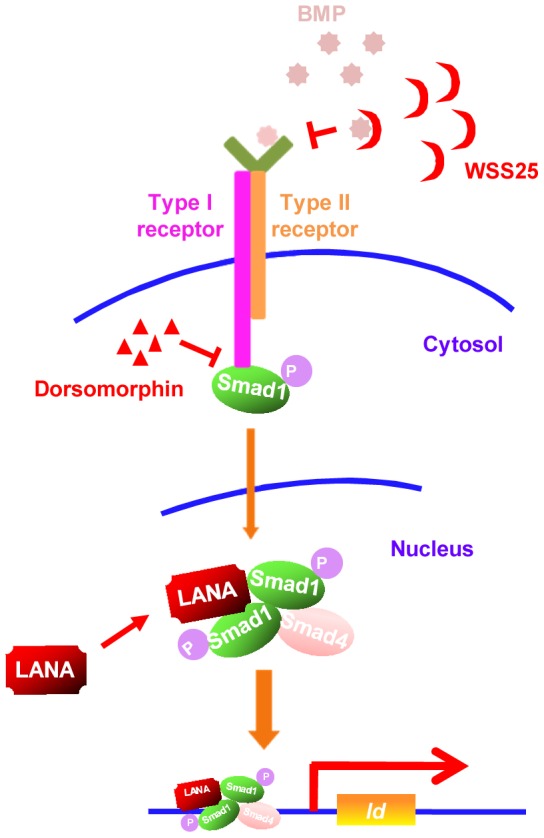 BMP
WSS25
Type I
receptor
Type II
receptor
Cytosol
Dorsomorphin
P
Smad1
Nucleus
P
LANA
Smad1
Smad1
Smad4
P
LANA
P
LANA
Smad1
Smad1
Smad4
P
Id